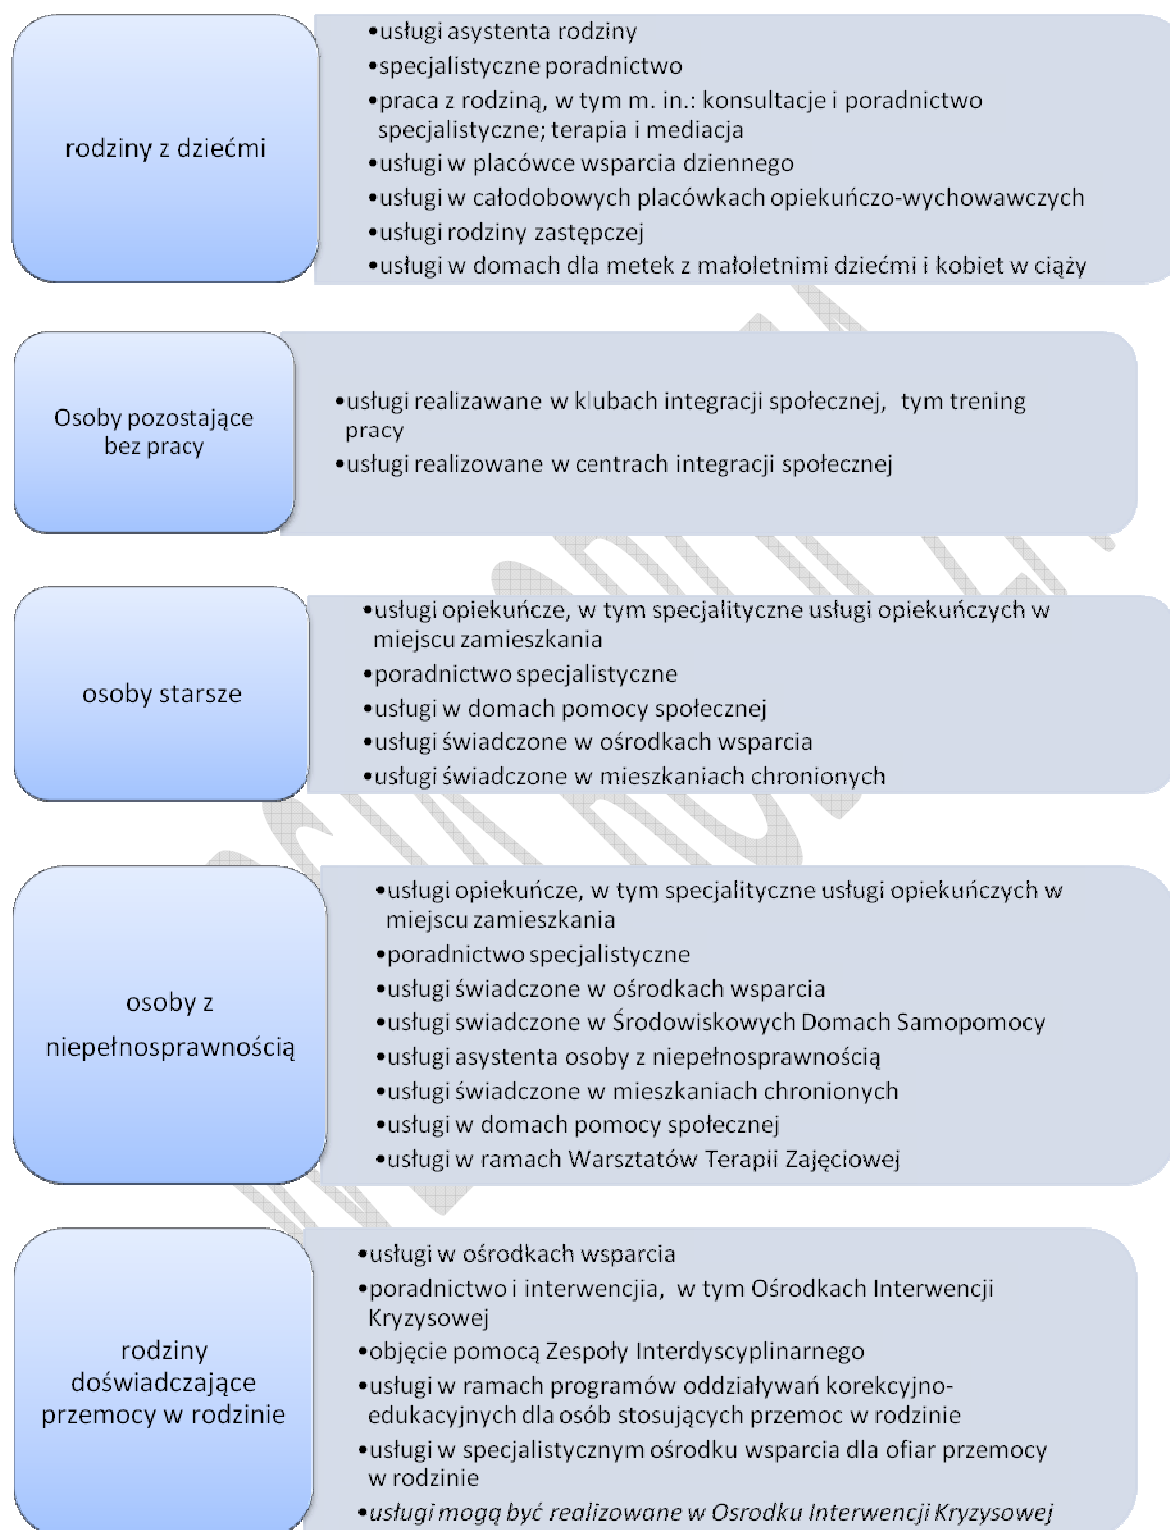 rodziny z dziećmi
•usługi asystenta rodziny
•specjalistyczne poradnictwo
•praca z rodziną, w tym m. in.: konsultacje i poradnictwo
specjalistyczne; terapia i mediacja
•usługi w placówce wsparcia dziennego
•usługi w całodobowych placówkach opiekuńczo-wychowawczych
•usługi rodziny zastępczej
•usługi w domach dla metek z małoletnimi dziećmi i kobiet w ciąży
Osoby pozostające
bez pracy
•usługi realizawane w klubach integracji społecznej, tym trening
pracy
•usługi realizowane w centrach integracji społecznej
osoby starsze
•usługi opiekuńcze, w tym specjalityczne usługi opiekuńczych w
miejscu zamieszkania
•poradnictwo specjalistyczne
•usługi w domach pomocy społecznej
•usługi świadczone w ośrodkach wsparcia
•usługi świadczone w mieszkaniach chronionych
osoby z
niepełnosprawnością
•usługi opiekuńcze, w tym specjalityczne usługi opiekuńczych w
miejscu zamieszkania
•poradnictwo specjalistyczne
•usługi świadczone w ośrodkach wsparcia
•usługi swiadczone w Środowiskowych Domach Samopomocy
•usługi asystenta osoby z niepełnosprawnością
•usługi świadczone w mieszkaniach chronionych
•usługi w domach pomocy społecznej
•usługi w ramach Warsztatów Terapii Zajęciowej
rodziny
doświadczające
przemocy w rodzinie
•usługi w ośrodkach wsparcia
•poradnictwo i interwencjia, w tym Ośrodkach Interwencji
Kryzysowej
•objęcie pomocą Zespoły Interdyscyplinarnego
•usługi w ramach programów oddziaływań korekcyjno-
edukacyjnych dla osób stosujących przemoc w rodzinie
•usługi w specjalistycznym ośrodku wsparcia dla ofiar przemocy
w rodzinie
•usługi mogą być realizowane w Osrodku Interwencji Kryzysowej